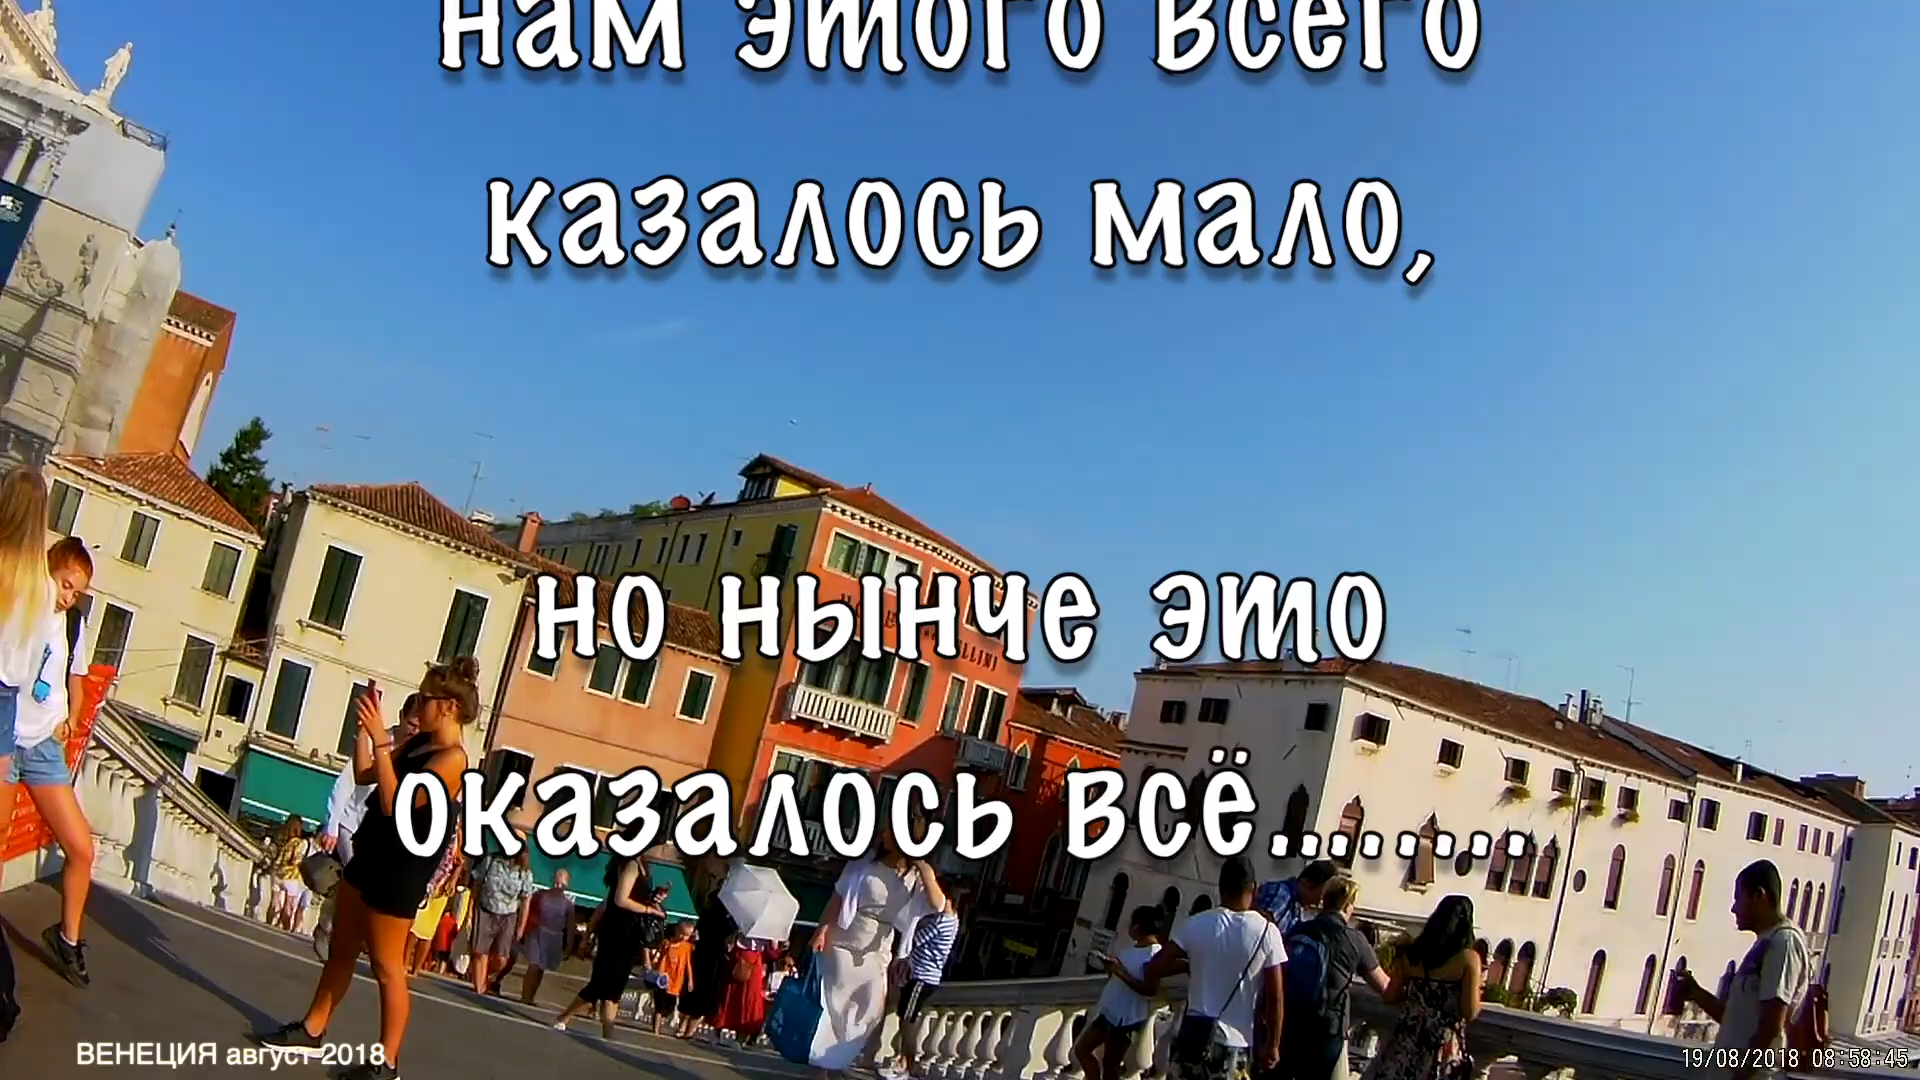 нам этого всего
казалось мало,
но нынче это
LLINI
оказалось всё........
ВЕНЕЦИЯ август 2018
19/08/2018 08:58:45